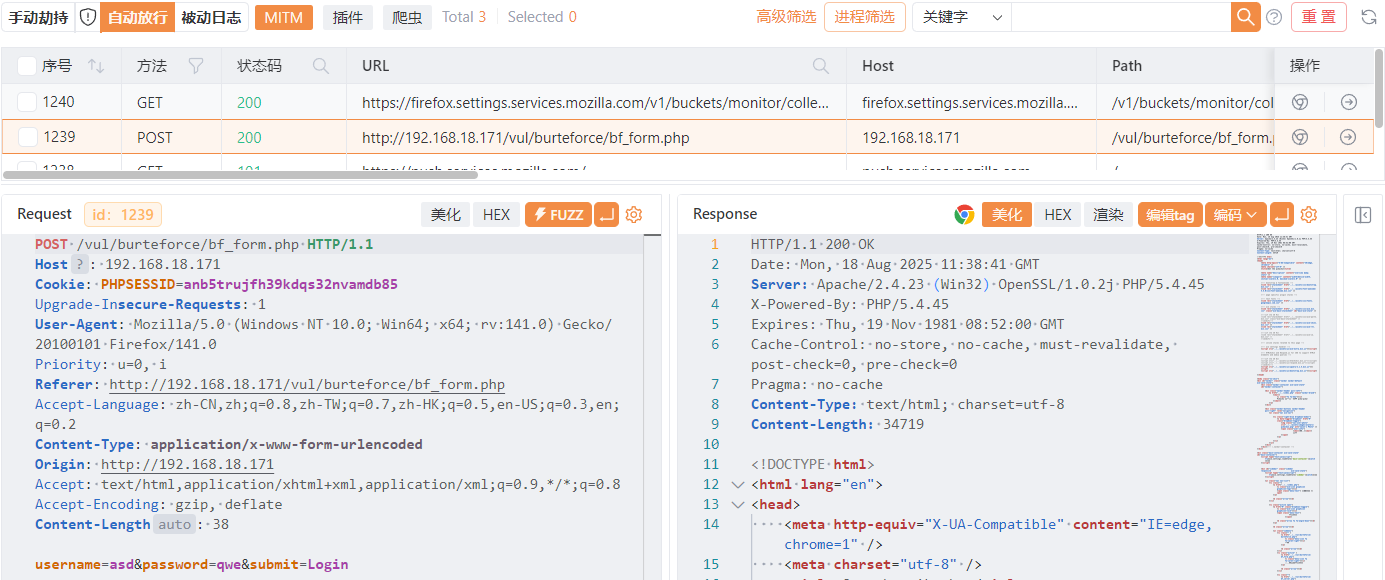 手动劫持 自动放行 被动日志 MITM 插件 爬虫 Total 3 Selected 0 高级筛选 进程筛选 关键字 重 置
序号 方法 状态码 URL Host Path 操作
1240 GET 200 https://firefox.settings.services.mozilla.com/v1/buckets/monitor/colle... firefox.settings.services.mozilla.... /v1/buckets/monitor/col
1239 POST 200 http://192.168.18.171/vul/burteforce/bf_form.php 192.168.18.171 /vul/burteforce/bf_form.
1238 GET 101 https://push.services.mozilla.com/ push.services.mozilla.com /
Request id: 1239 美化 HEX FUZZ
POST /vul/burteforce/bf_form.php HTTP/1.1
Host ? : 192.168.18.171
Cookie: PHPSESSID=anb5trujfh39kdqs32nvamdb85
Upgrade-Insecure-Requests: 1
User-Agent: Mozilla/5.0 (Windows NT 10.0; Win64; x64; rv:141.0) Gecko/
20100101 Firefox/141.0
Priority: u=0, i
Referer: http://192.168.18.171/vul/burteforce/bf_form.php
Accept-Language: zh-CN,zh;q=0.8,zh-TW;q=0.7,zh-HK;q=0.5,en-US;q=0.3,en;
q=0.2
Content-Type: application/x-www-form-urlencoded
Origin: http://192.168.18.171
Accept: text/html,application/xhtml+xml,application/xml;q=0.9,*/*;q=0.8
Accept-Encoding: gzip, deflate
Content-Length auto : 38
username=asd&password=qwe&submit=Login
Response 美化 HEX 渲染 编辑tag 编码
1 HTTP/1.1 200 OK
2 Date: Mon, 18 Aug 2025 11:38:41 GMT
3 Server: Apache/2.4.23 (Win32) OpenSSL/1.0.2j PHP/5.4.45
4 X-Powered-By: PHP/5.4.45
5 Expires: Thu, 19 Nov 1981 08:52:00 GMT
6 Cache-Control: no-store, no-cache, must-revalidate,
post-check=0, pre-check=0
7 Pragma: no-cache
8 Content-Type: text/html; charset=utf-8
9 Content-Length: 34719
10
11 <!DOCTYPE html>
12 <html lang="en">
13 <head>
14 <meta http-equiv="X-UA-Compatible" content="IE=edge,
chrome=1" />
15 <meta charset="utf-8" />